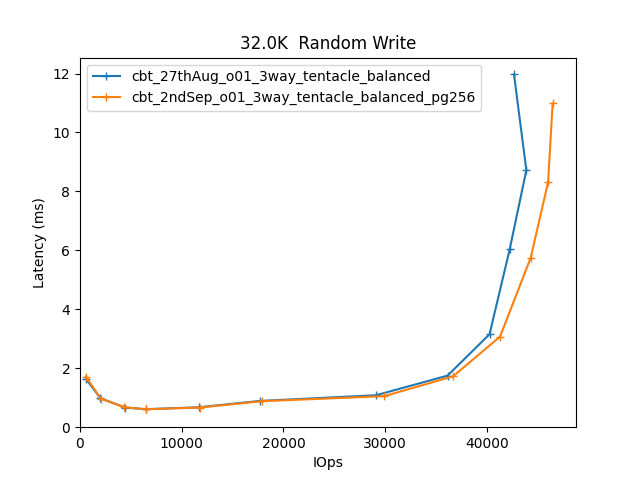 32.0K  Random Write
cbt_27thAug_o01_3way_tentacle_balanced
cbt_2ndSep_o01_3way_tentacle_balanced_pg256
12
10
8
6
4
2
0
Latency (ms)
0 10000 20000 30000 40000
IOps